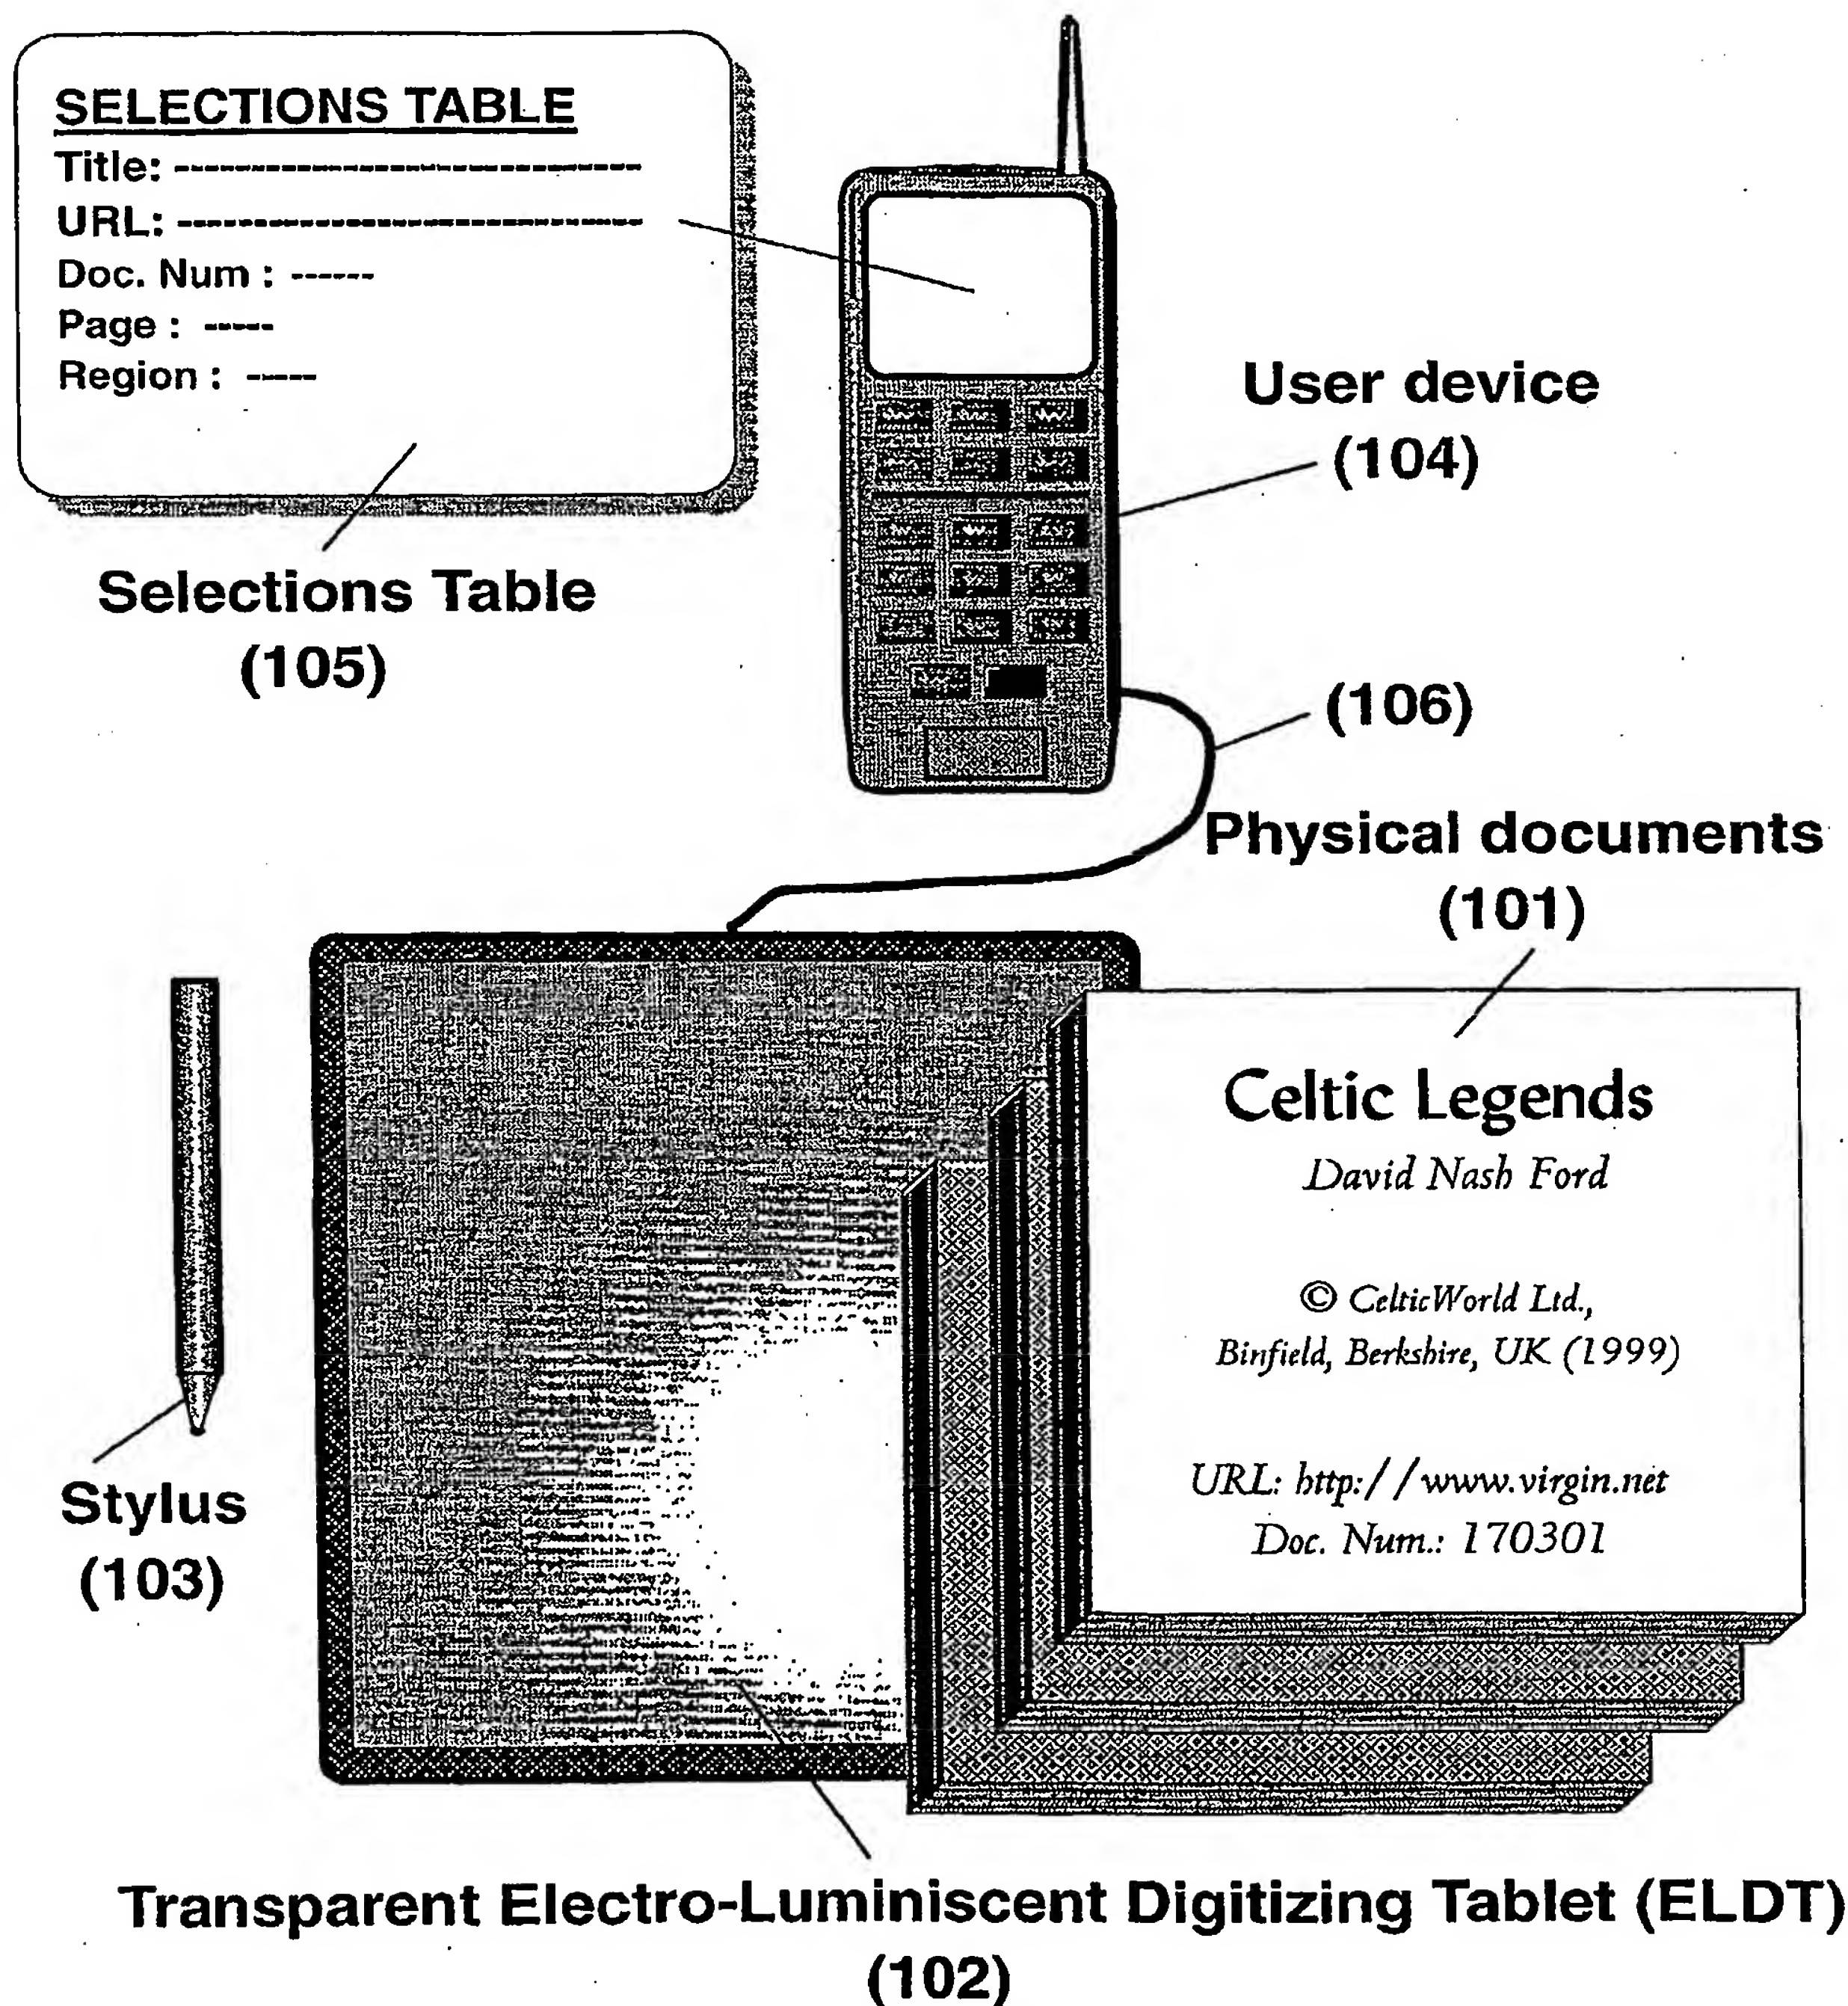 SELECTIONS TABLE
Title: -----------------------------
URL: -----------------------------
Doc. Num : ------
Page : -----
Region : -----
Selections Table
(105)
User device
(104)
(106)
Physical documents
(101)
Celtic Legends
David Nash Ford
© CelticWorld Ltd.,
Binfield, Berkshire, UK (1999)
URL: http://www.virgin.net
Doc. Num.: 170301
Stylus
(103)
Transparent Electro-Luminiscent Digitizing Tablet (ELDT)
(102)